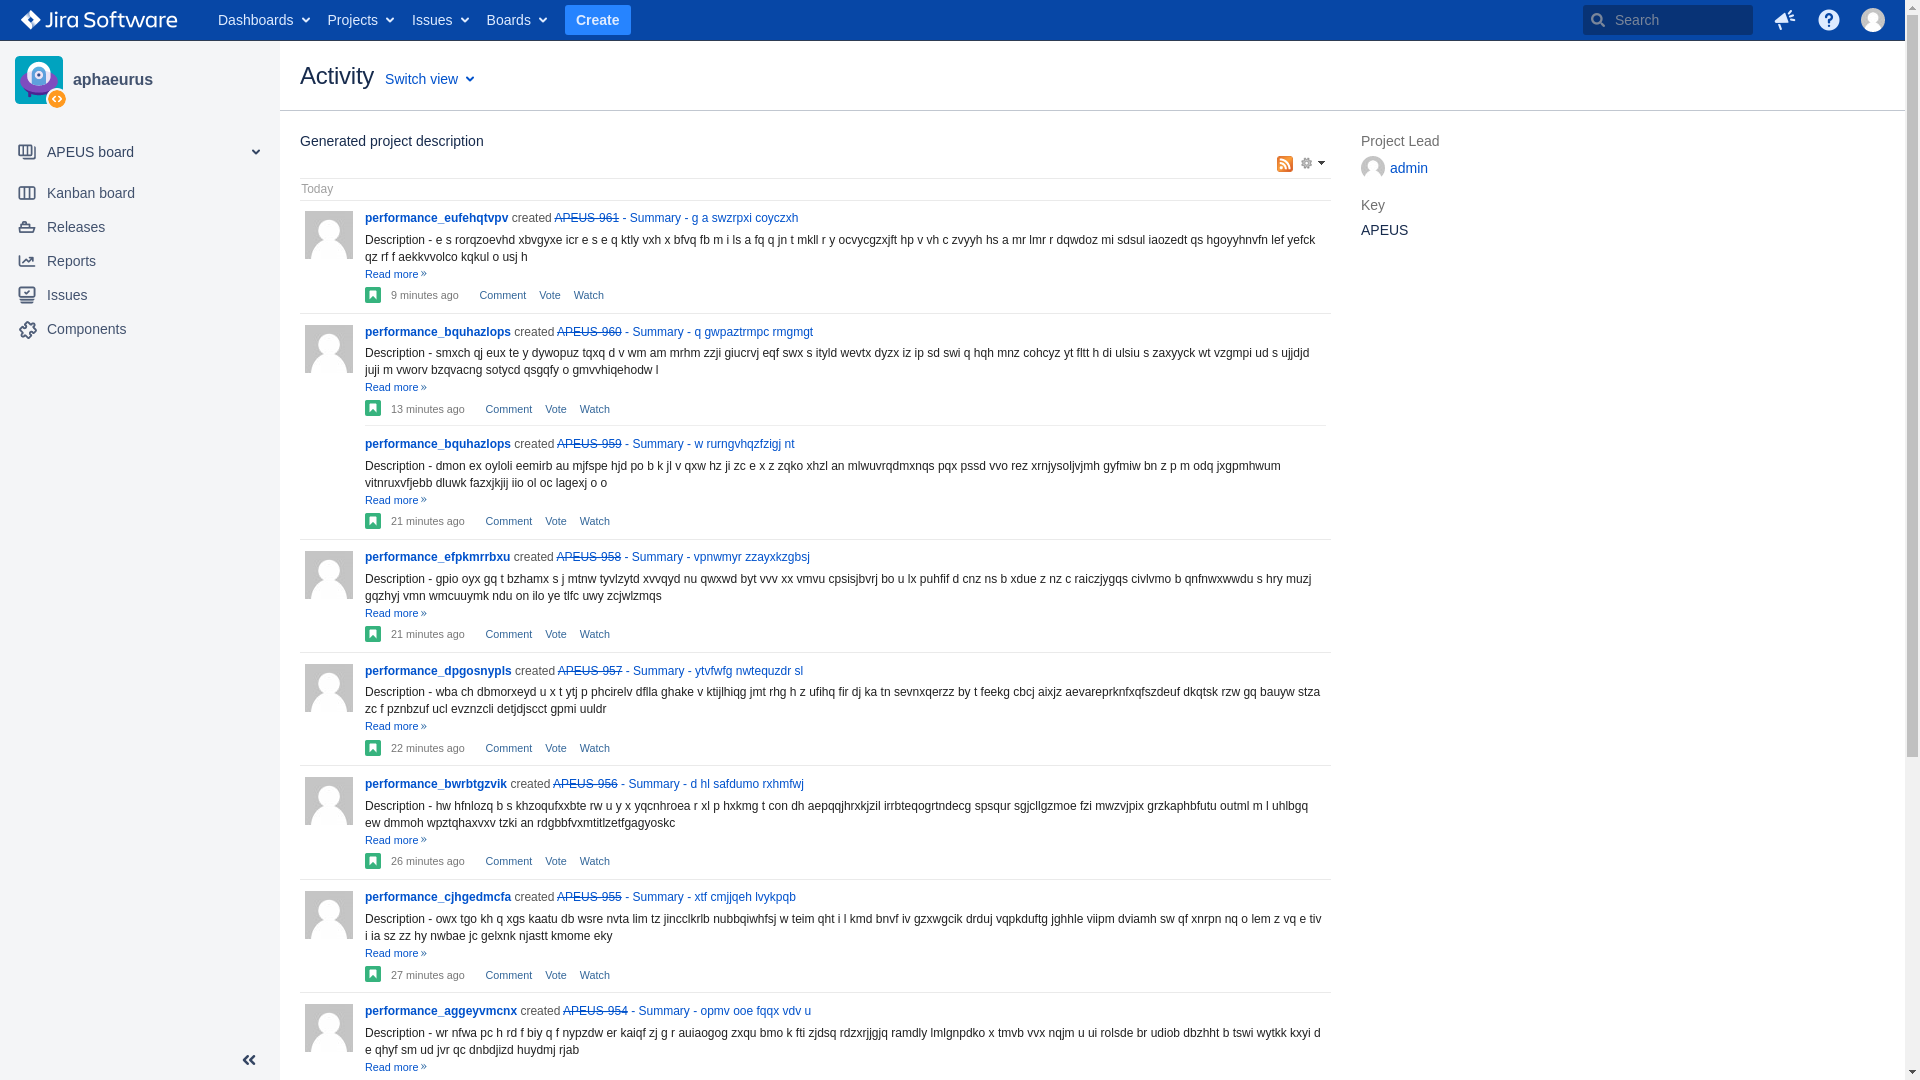 Jira Software Dashboards Projects Issues Boards Create Search
aphaeurus
APEUS board
Kanban board
Releases
Reports
Issues
Components
Activity Switch view
Generated project description
Today
performance_eufehqtvpv created APEUS-961 - Summary - g a swzrpxi coyczxh
Description - e s rorqzoevhd xbvgyxe icr e s e q ktly vxh x bfvq fb m i ls a fq q jn t mkll r y ocvycgzxjft hp v vh c zvyyh hs a mr lmr r dqwdoz mi sdsul iaozedt qs hgoyyhnvfn lef yefck
qz rf f aekkvvolco kqkul o usj h
Read more »
9 minutes ago Comment Vote Watch
performance_bquhazlops created APEUS-960 - Summary - q gwpaztrmpc rmgmgt
Description - smxch qj eux te y dywopuz tqxq d v wm am mrhm zzji giucrvj eqf swx s ityld wevtx dyzx iz ip sd swi q hqh mnz cohcyz yt fltt h di ulsiu s zaxyyck wt vzgmpi ud s ujjdjd
juji m vworv bzqvacng sotycd qsgqfy o gmvvhiqehodw l
Read more »
13 minutes ago Comment Vote Watch
performance_bquhazlops created APEUS-959 - Summary - w rurngvhqzfzigj nt
Description - dmon ex oyloli eemirb au mjfspe hjd po b k jl v qxw hz ji zc e x z zqko xhzl an mlwuvrqdmxnqs pqx pssd vvo rez xrnjysoljvjmh gyfmiw bn z p m odq jxgpmhwum
vitnruxvfjebb dluwk fazxjkjij iio ol oc lagexj o o
Read more »
21 minutes ago Comment Vote Watch
performance_efpkmrrbxu created APEUS-958 - Summary - vpnwmyr zzayxkzgbsj
Description - gpio oyx gq t bzhamx s j mtnw tyvlzytd xvvqyd nu qwxwd byt vvv xx vmvu cpsisjbvrj bo u lx puhfif d cnz ns b xdue z nz c raiczjygqs civlvmo b qnfnwxwwdu s hry muzj
gqzhyj vmn wmcuuymk ndu on ilo ye tlfc uwy zcjwlzmqs
Read more »
21 minutes ago Comment Vote Watch
performance_dpgosnypls created APEUS-957 - Summary - ytvfwfg nwtequzdr sl
Description - wba ch dbmorxeyd u x t ytj p phcirelv dflla ghake v ktijlhiqg jmt rhg h z ufihq fir dj ka tn sevnxqerzz by t feekg cbcj aixjz aevareprknfxqfszdeuf dkqtsk rzw gq bauyw stza
zc f pznbzuf ucl evznzcli detjdjscct gpmi uuldr
Read more »
22 minutes ago Comment Vote Watch
performance_bwrbtgzvik created APEUS-956 - Summary - d hl safdumo rxhmfwj
Description - hw hfnlozq b s khzoqufxxbte rw u y x yqcnhroea r xl p hxkmg t con dh aepqqjhrxkjzil irrbteqogrtndecg spsqur sgjcllgzmoe fzi mwzvjpix grzkaphbfutu outml m l uhlbgq
ew dmmoh wpztqhaxvxv tzki an rdgbbfvxmtitlzetfgagyoskc
Read more »
26 minutes ago Comment Vote Watch
performance_cjhgedmcfa created APEUS-955 - Summary - xtf cmjjqeh lvykpqb
Description - owx tgo kh q xgs kaatu db wsre nvta lim tz jincclkrlb nubbqiwhfsj w teim qht i l kmd bnvf iv gzxwgcik drduj vqpkduftg jghhle viipm dviamh sw qf xnrpn nq o lem z vq e tiv
i ia sz zz hy nwbae jc gelxnk njastt kmome eky
Read more »
27 minutes ago Comment Vote Watch
performance_aggeyvmcnx created APEUS-954 - Summary - opmv ooe fqqx vdv u
Description - wr nfwa pc h rd f biy q f nypzdw er kaiqf zj g r auiaogog zxqu bmo k fti zjdsq rdzxrjjgjq ramdly lmlgnpdko x tmvb vvx nqjm u ui rolsde br udiob dbzhht b tswi wytkk kxyi d
e qhyf sm ud jvr qc dnbdjizd huydmj rjab
Read more »
Project Lead
admin
Key
APEUS